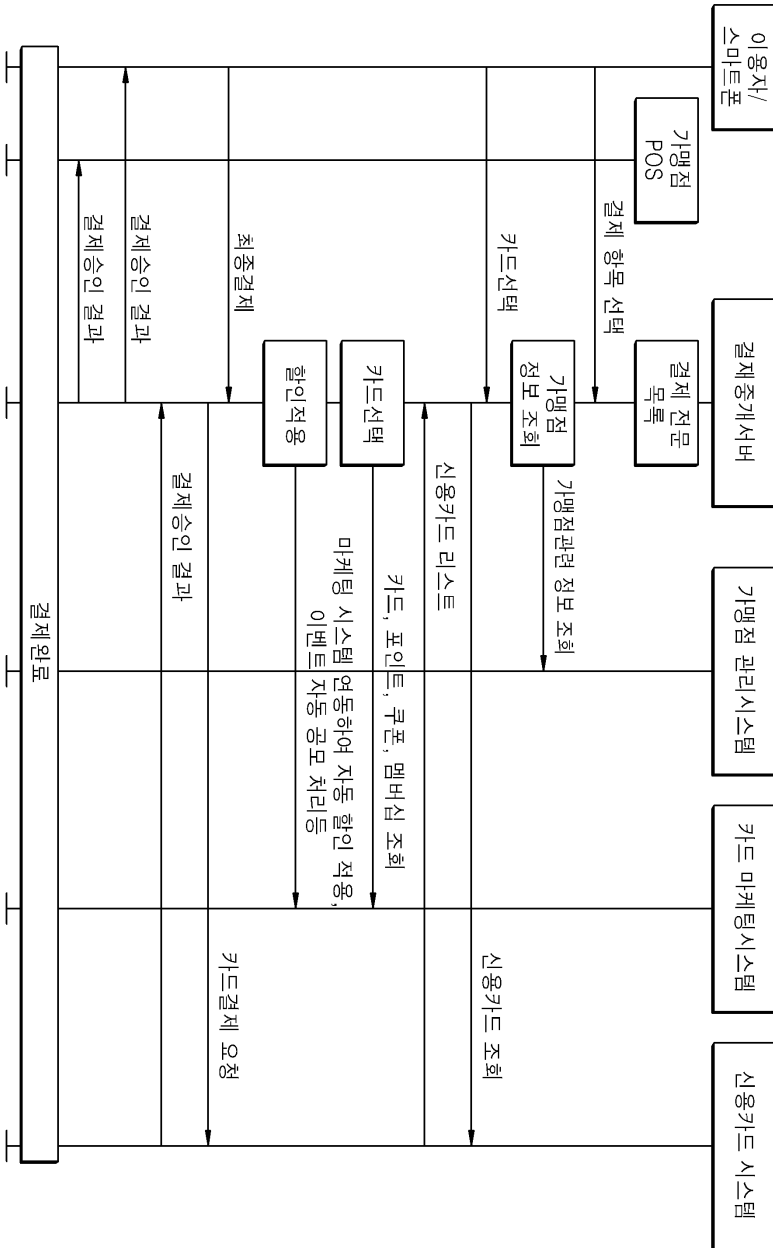 이용자/
스마트폰
가맹점
POS
결재중개서버
가맹점 관리시스템
카드 마케팅시스템
신용카드 시스템
결제 전문
목록
결제 항목 선택
가맹점
정보 조회
가맹점관련 정보 조회
카드선택
신용카드 조회
신용카드 리스트
카드선택
카드, 포인트, 쿠폰, 멤버십 조회
할인적용
마케팅 시스템 연동하여 자동 할인 적용,
이벤트 자동 공모 처리등
최종결제
카드결제 요청
결제승인 결과
결제승인 결과
결제승인 결과
결제완료